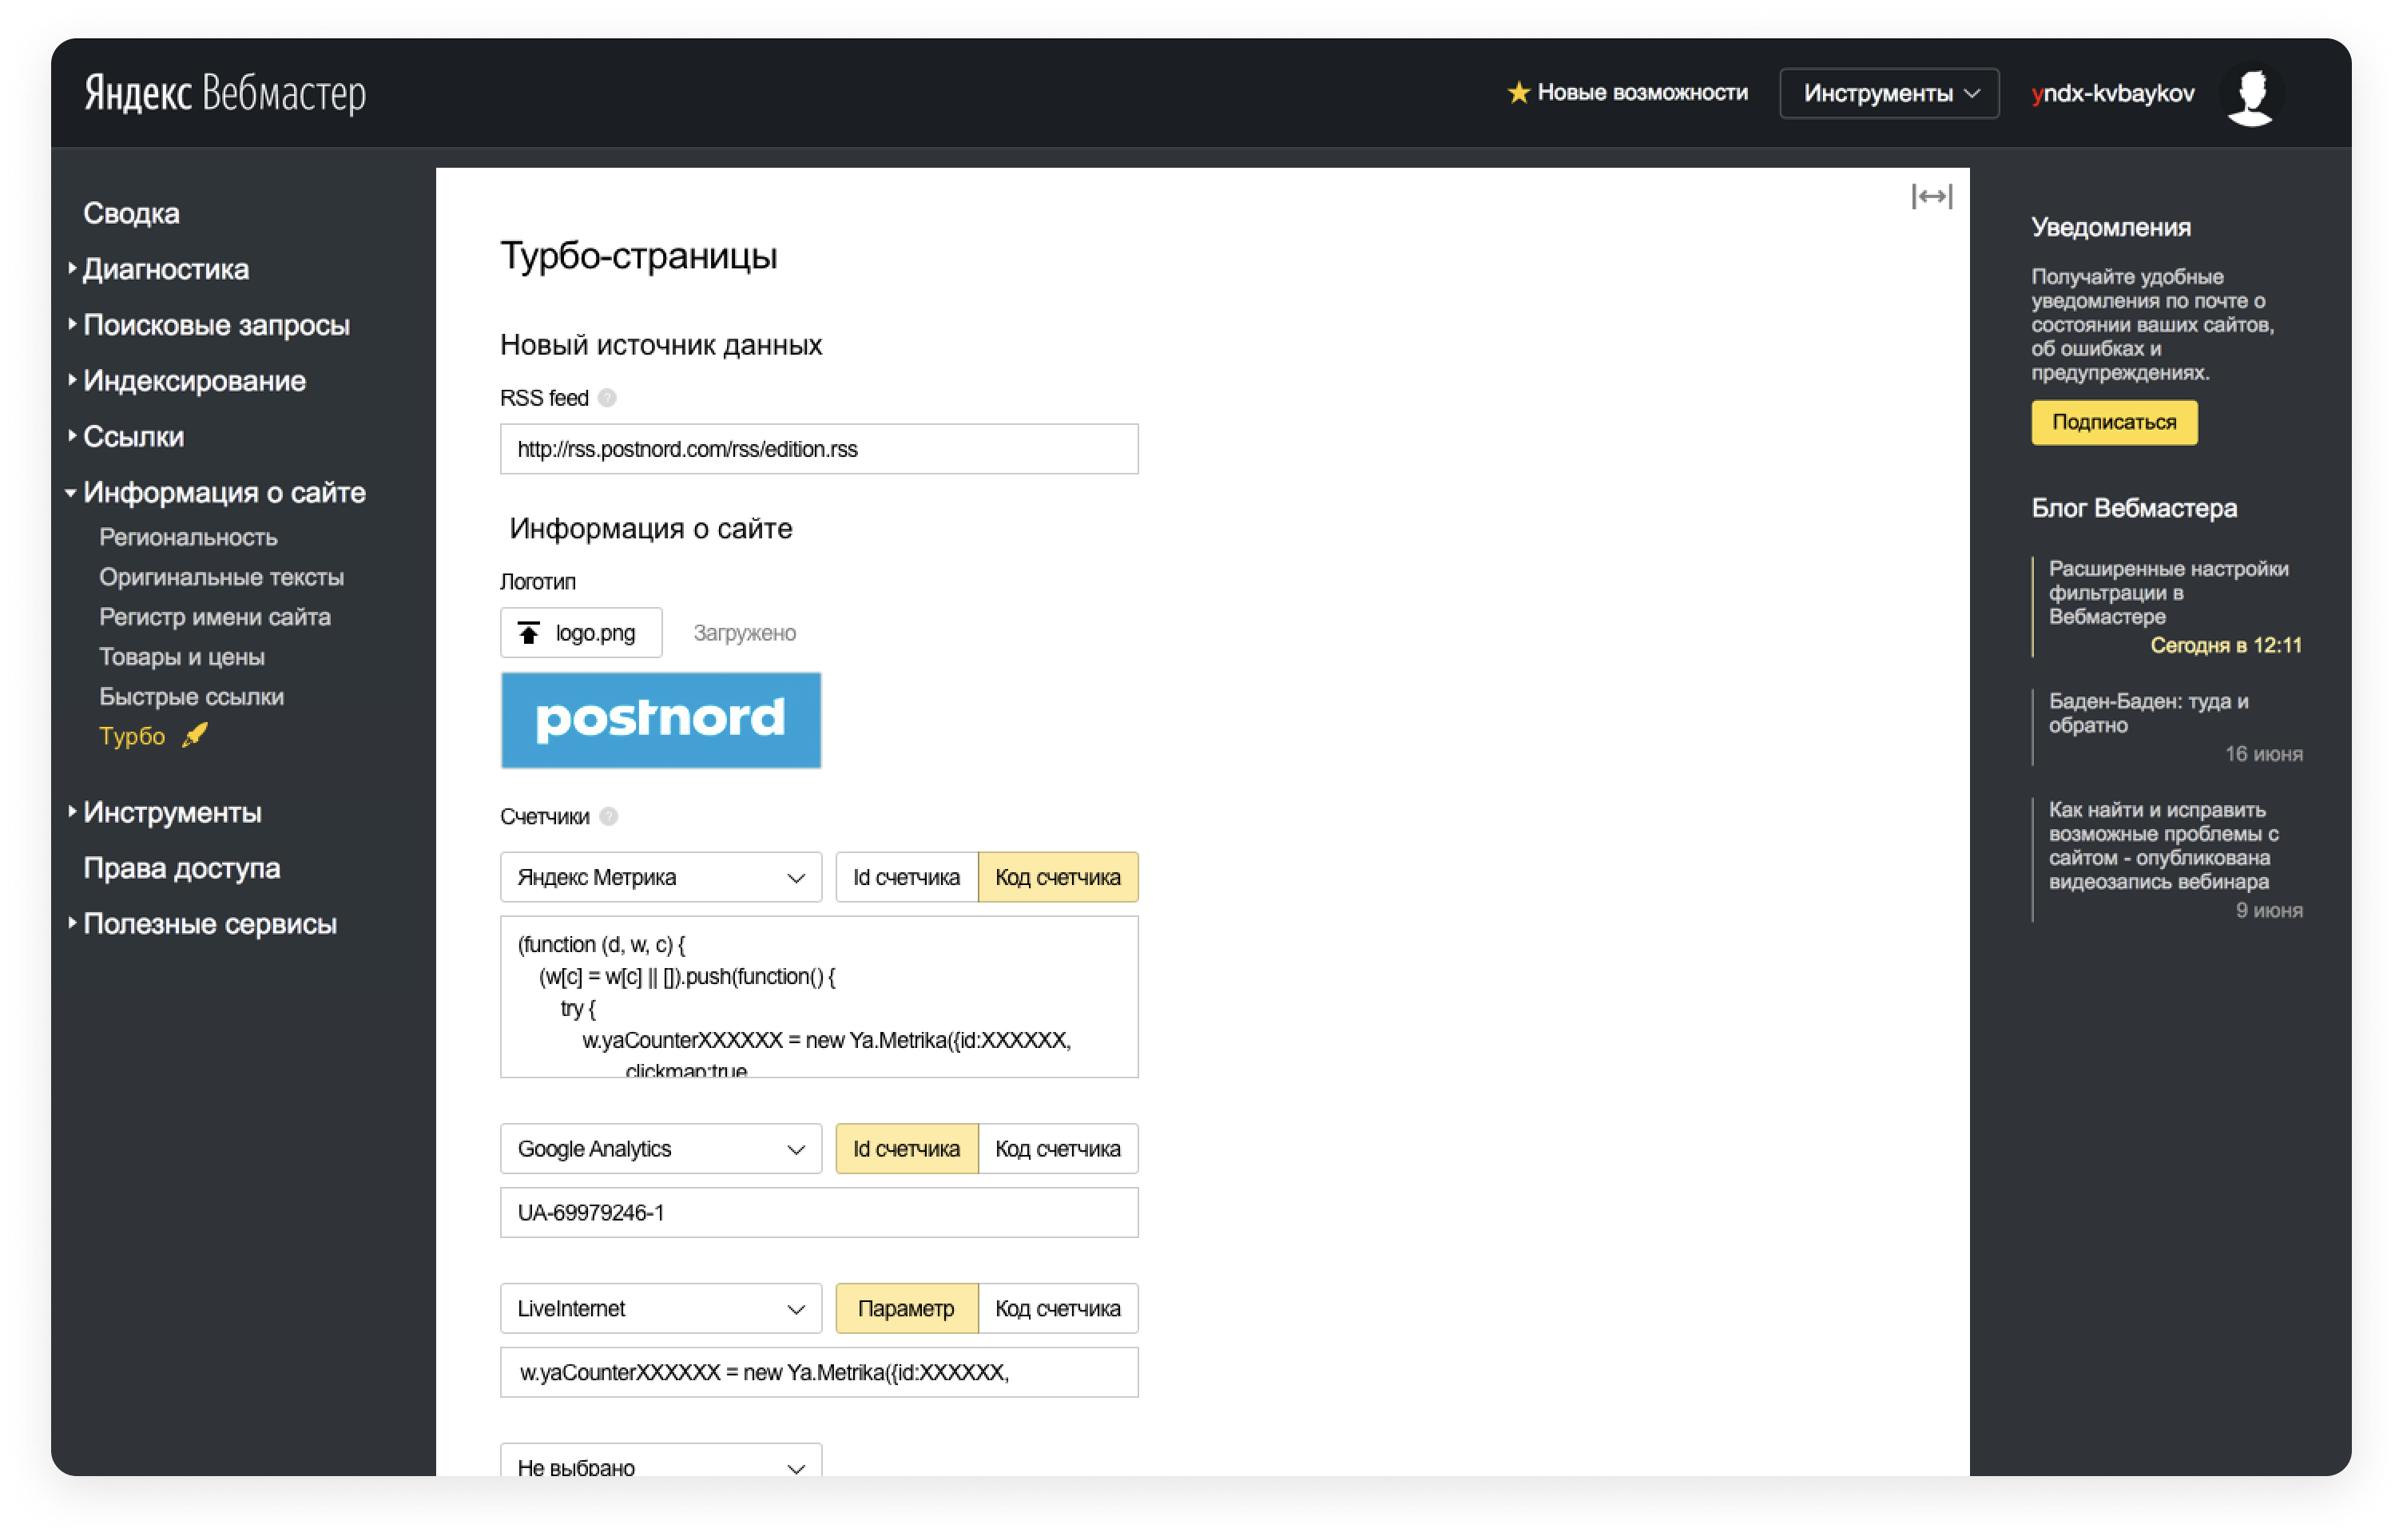 Яндекс Вебмастер
Новые возможности
Инструменты
yndx-kvbaykov
Сводка
Диагностика
Поисковые запросы
Индексирование
Ссылки
Информация о сайте
Региональность
Оригинальные тексты
Регистр имени сайта
Товары и цены
Быстрые ссылки
Турбо
Инструменты
Права доступа
Полезные сервисы
Турбо-страницы
Новый источник данных
RSS feed ?
http://rss.postnord.com/rss/edition.rss
Информация о сайте
Логотип
logo.png Загружено
postnord
Счетчики ?
Яндекс Метрика Id счетчика Код счетчика
(function (d, w, c) {
(w[c] = w[c] || []).push(function() {
try {
w.yaCounterXXXXXX = new Ya.Metrika({id:XXXXXX,
clickmap:true
Google Analytics Id счетчика Код счетчика
UA-69979246-1
LiveInternet Параметр Код счетчика
w.yaCounterXXXXXX = new Ya.Metrika({id:XXXXXX,
Не выбрано
Уведомления
Получайте удобные
уведомления по почте о
состоянии ваших сайтов,
об ошибках и
предупреждениях.
Подписаться
Блог Вебмастера
Расширенные настройки
фильтрации в
Вебмастере
Сегодня в 12:11
Баден-Баден: туда и
обратно
16 июня
Как найти и исправить
возможные проблемы с
сайтом - опубликована
видеозапись вебинара
9 июня